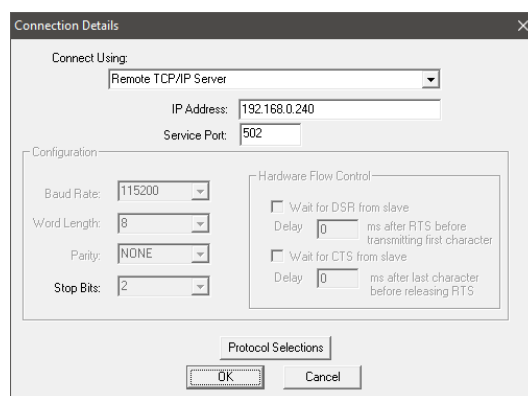 Connection Details
Connect Using:
Remote TCP/IP Server
IP Address: 192.168.0.240
Service Port: 502
Configuration
Baud Rate: 115200
Word Length: 8
Parity: NONE
Stop Bits: 2
Hardware Flow Control
Wait for DSR from slave
Delay 0 ms after RTS before
transmitting first character
Wait for CTS from slave
Delay 0 ms after last character
before releasing RTS
Protocol Selections
OK Cancel